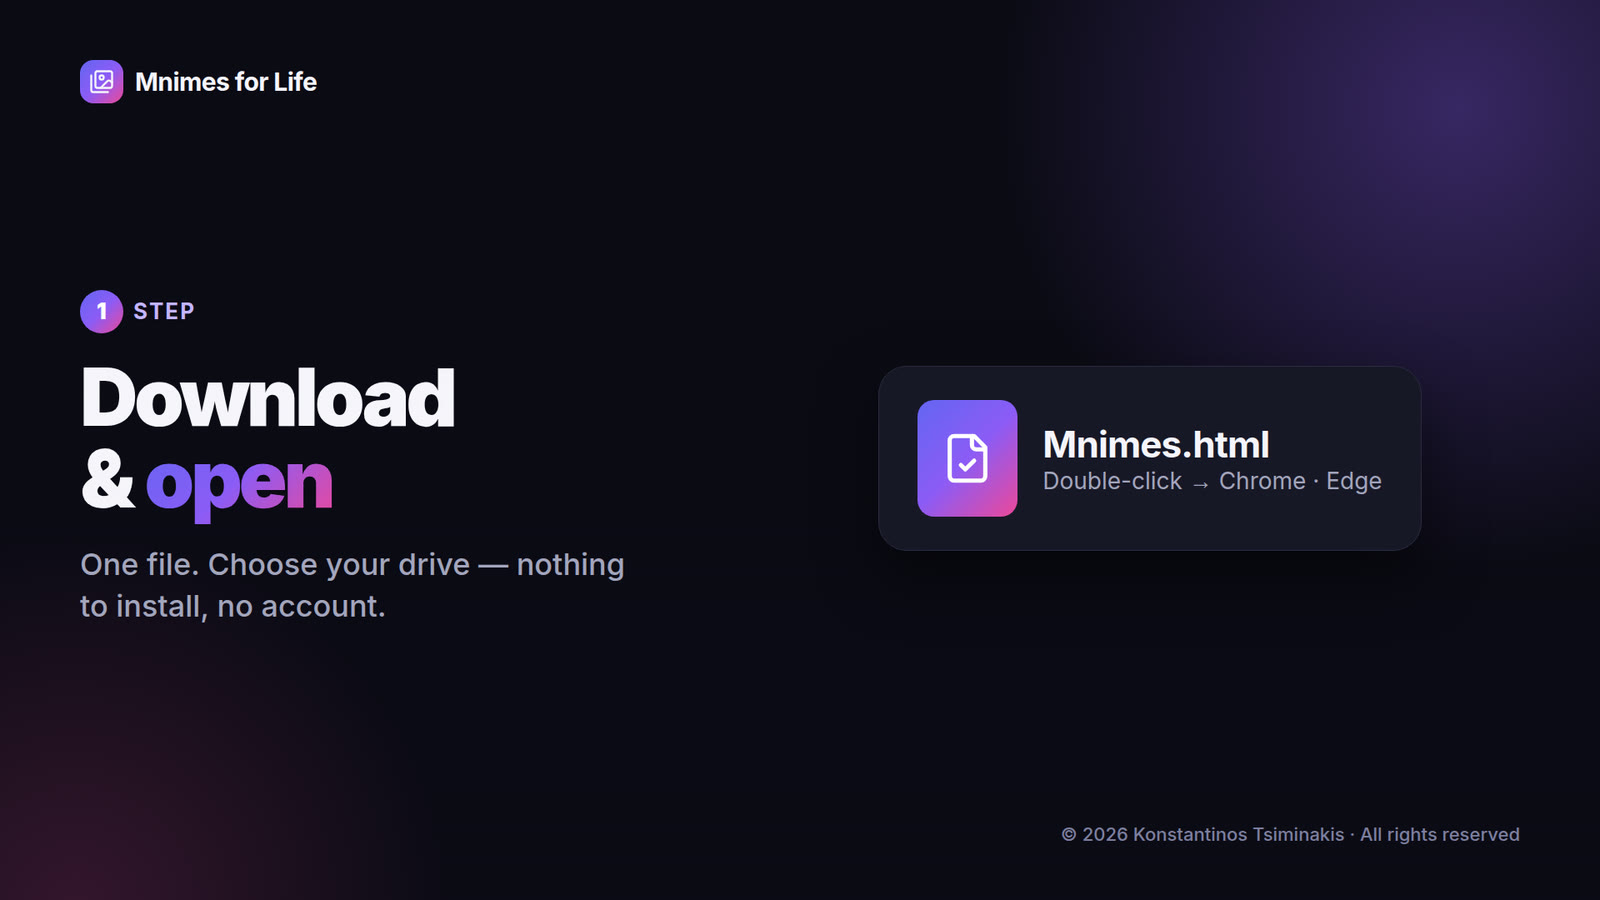 Mnimes for Life
1 STEP
Download
& open
One file. Choose your drive — nothing
to install, no account.
Mnimes.html
Double-click → Chrome · Edge
© 2026 Konstantinos Tsiminakis · All rights reserved